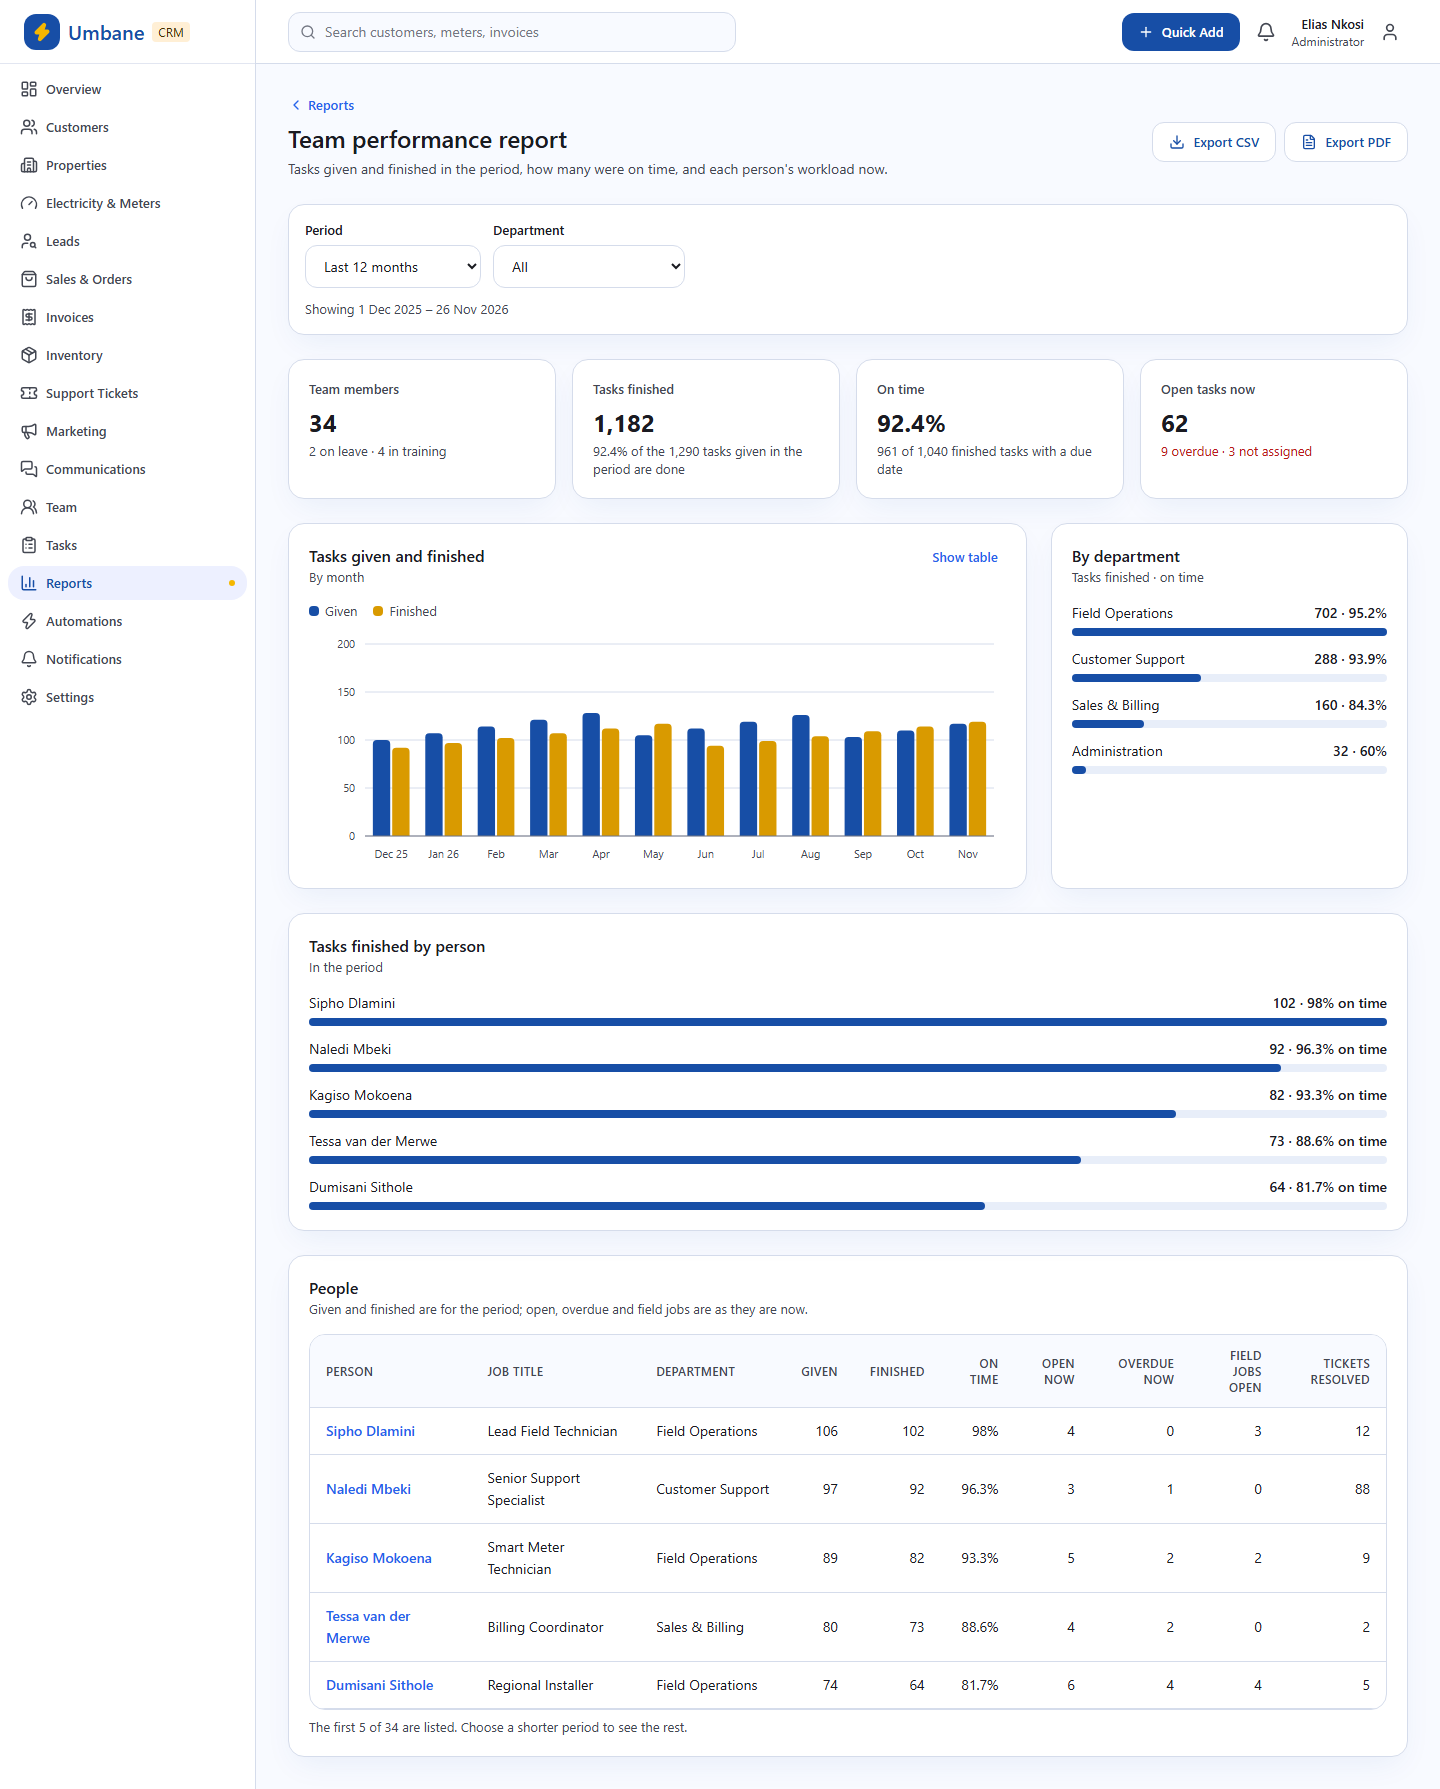 Umbane CRM
Search customers, meters, invoices
Quick Add
Elias Nkosi
Administrator
Overview
Customers
Properties
Electricity & Meters
Leads
Sales & Orders
Invoices
Inventory
Support Tickets
Marketing
Communications
Team
Tasks
Reports
Automations
Notifications
Settings
Reports
Team performance report
Tasks given and finished in the period, how many were on time, and each person's workload now.
Export CSV
Export PDF
Period
Department
Last 12 months
All
Showing 1 Dec 2025 – 26 Nov 2026
Team members
34
2 on leave · 4 in training
Tasks finished
1,182
92.4% of the 1,290 tasks given in the
period are done
On time
92.4%
961 of 1,040 finished tasks with a due
date
Open tasks now
62
9 overdue · 3 not assigned
Tasks given and finished
By month
Show table
Given
Finished
200
150
100
50
0
Dec 25 Jan 26 Feb Mar Apr May Jun Jul Aug Sep Oct Nov
By department
Tasks finished · on time
Field Operations 702 · 95.2%
Customer Support 288 · 93.9%
Sales & Billing 160 · 84.3%
Administration 32 · 60%
Tasks finished by person
In the period
Sipho Dlamini 102 · 98% on time
Naledi Mbeki 92 · 96.3% on time
Kagiso Mokoena 82 · 93.3% on time
Tessa van der Merwe 73 · 88.6% on time
Dumisani Sithole 64 · 81.7% on time
People
Given and finished are for the period; open, overdue and field jobs are as they are now.
PERSON JOB TITLE DEPARTMENT GIVEN FINISHED ON TIME OPEN NOW OVERDUE NOW FIELD JOBS OPEN TICKETS RESOLVED
Sipho Dlamini Lead Field Technician Field Operations 106 102 98% 4 0 3 12
Naledi Mbeki Senior Support Specialist Customer Support 97 92 96.3% 3 1 0 88
Kagiso Mokoena Smart Meter Technician Field Operations 89 82 93.3% 5 2 2 9
Tessa van der Merwe Billing Coordinator Sales & Billing 80 73 88.6% 4 2 0 2
Dumisani Sithole Regional Installer Field Operations 74 64 81.7% 6 4 4 5
The first 5 of 34 are listed. Choose a shorter period to see the rest.